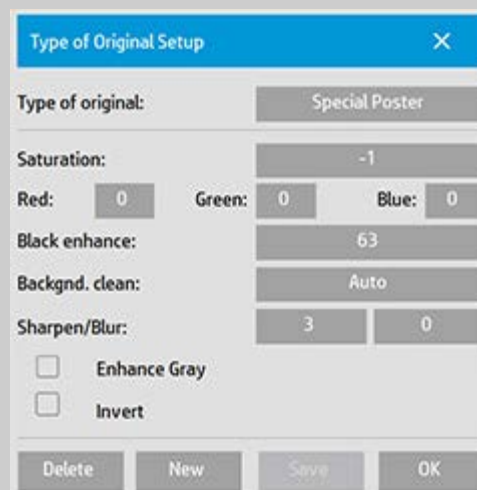 Type of Original Setup
Type of original: Special Poster
Saturation: -1
Red: 0 Green: 0 Blue: 0
Black enhance: 63
Backgnd. clean: Auto
Sharpen/Blur: 3 0
Enhance Gray
Invert
Delete New Save OK